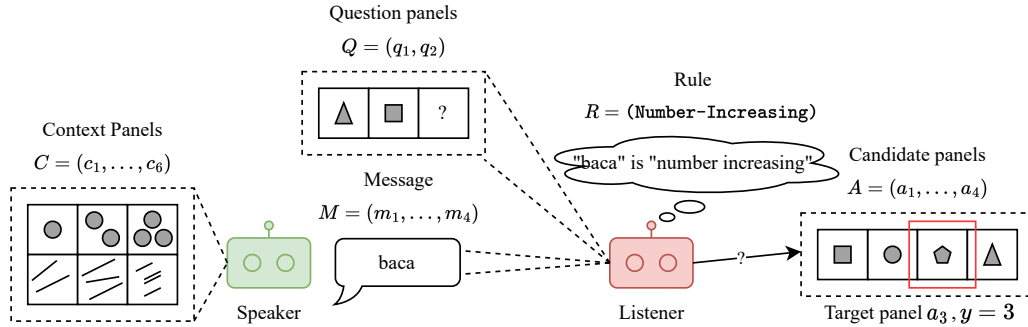 Question panels
Q = (q₁, q₂)
?
Rule
R = (Number-Increasing)
Context Panels
C = (c₁, . . . , c₆)
"baca" is "number increasing"
Candidate panels
A = (a₁, . . . , a₄)
Message
M = (m₁, . . . , m₄)
baca
?
Speaker
Listener
Target panel a₃, y = 3